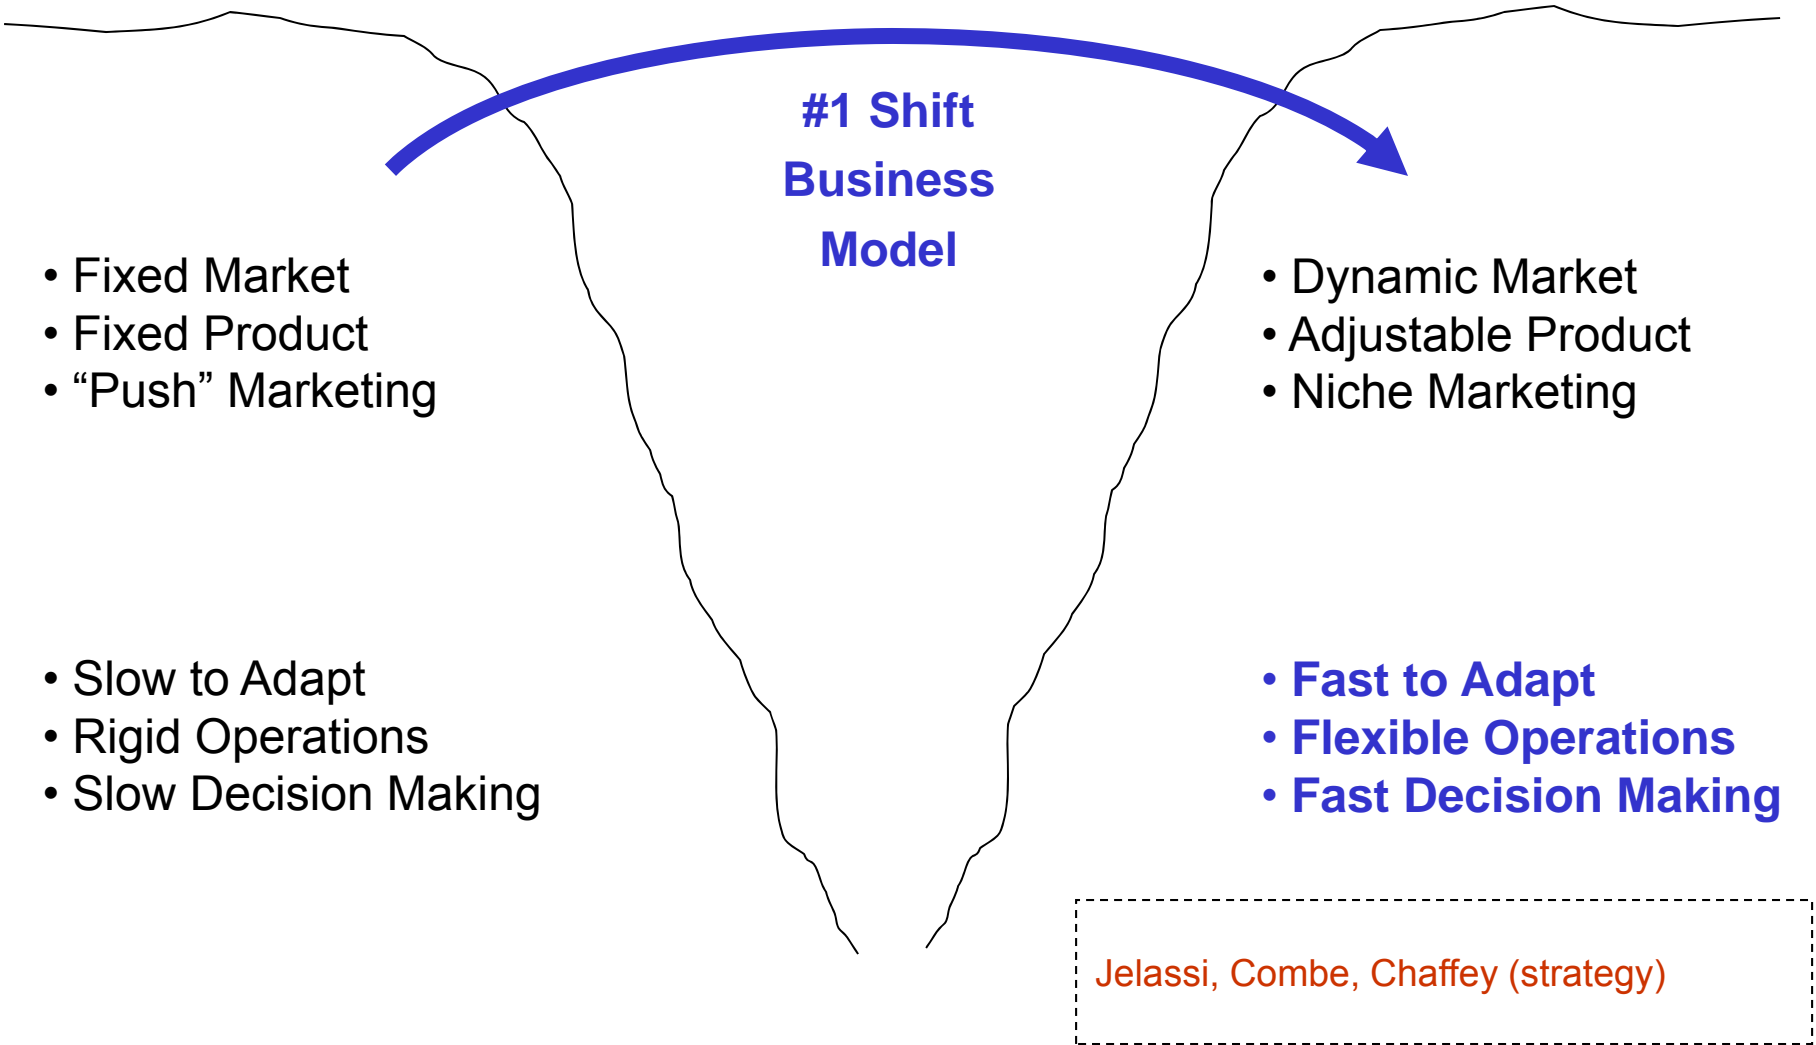 #1 Shift
Business
Model
• Fixed Market
• Fixed Product
• “Push” Marketing
• Dynamic Market
• Adjustable Product
• Niche Marketing
• Slow to Adapt
• Rigid Operations
• Slow Decision Making
• Fast to Adapt
• Flexible Operations
• Fast Decision Making
Jelassi, Combe, Chaffey (strategy)